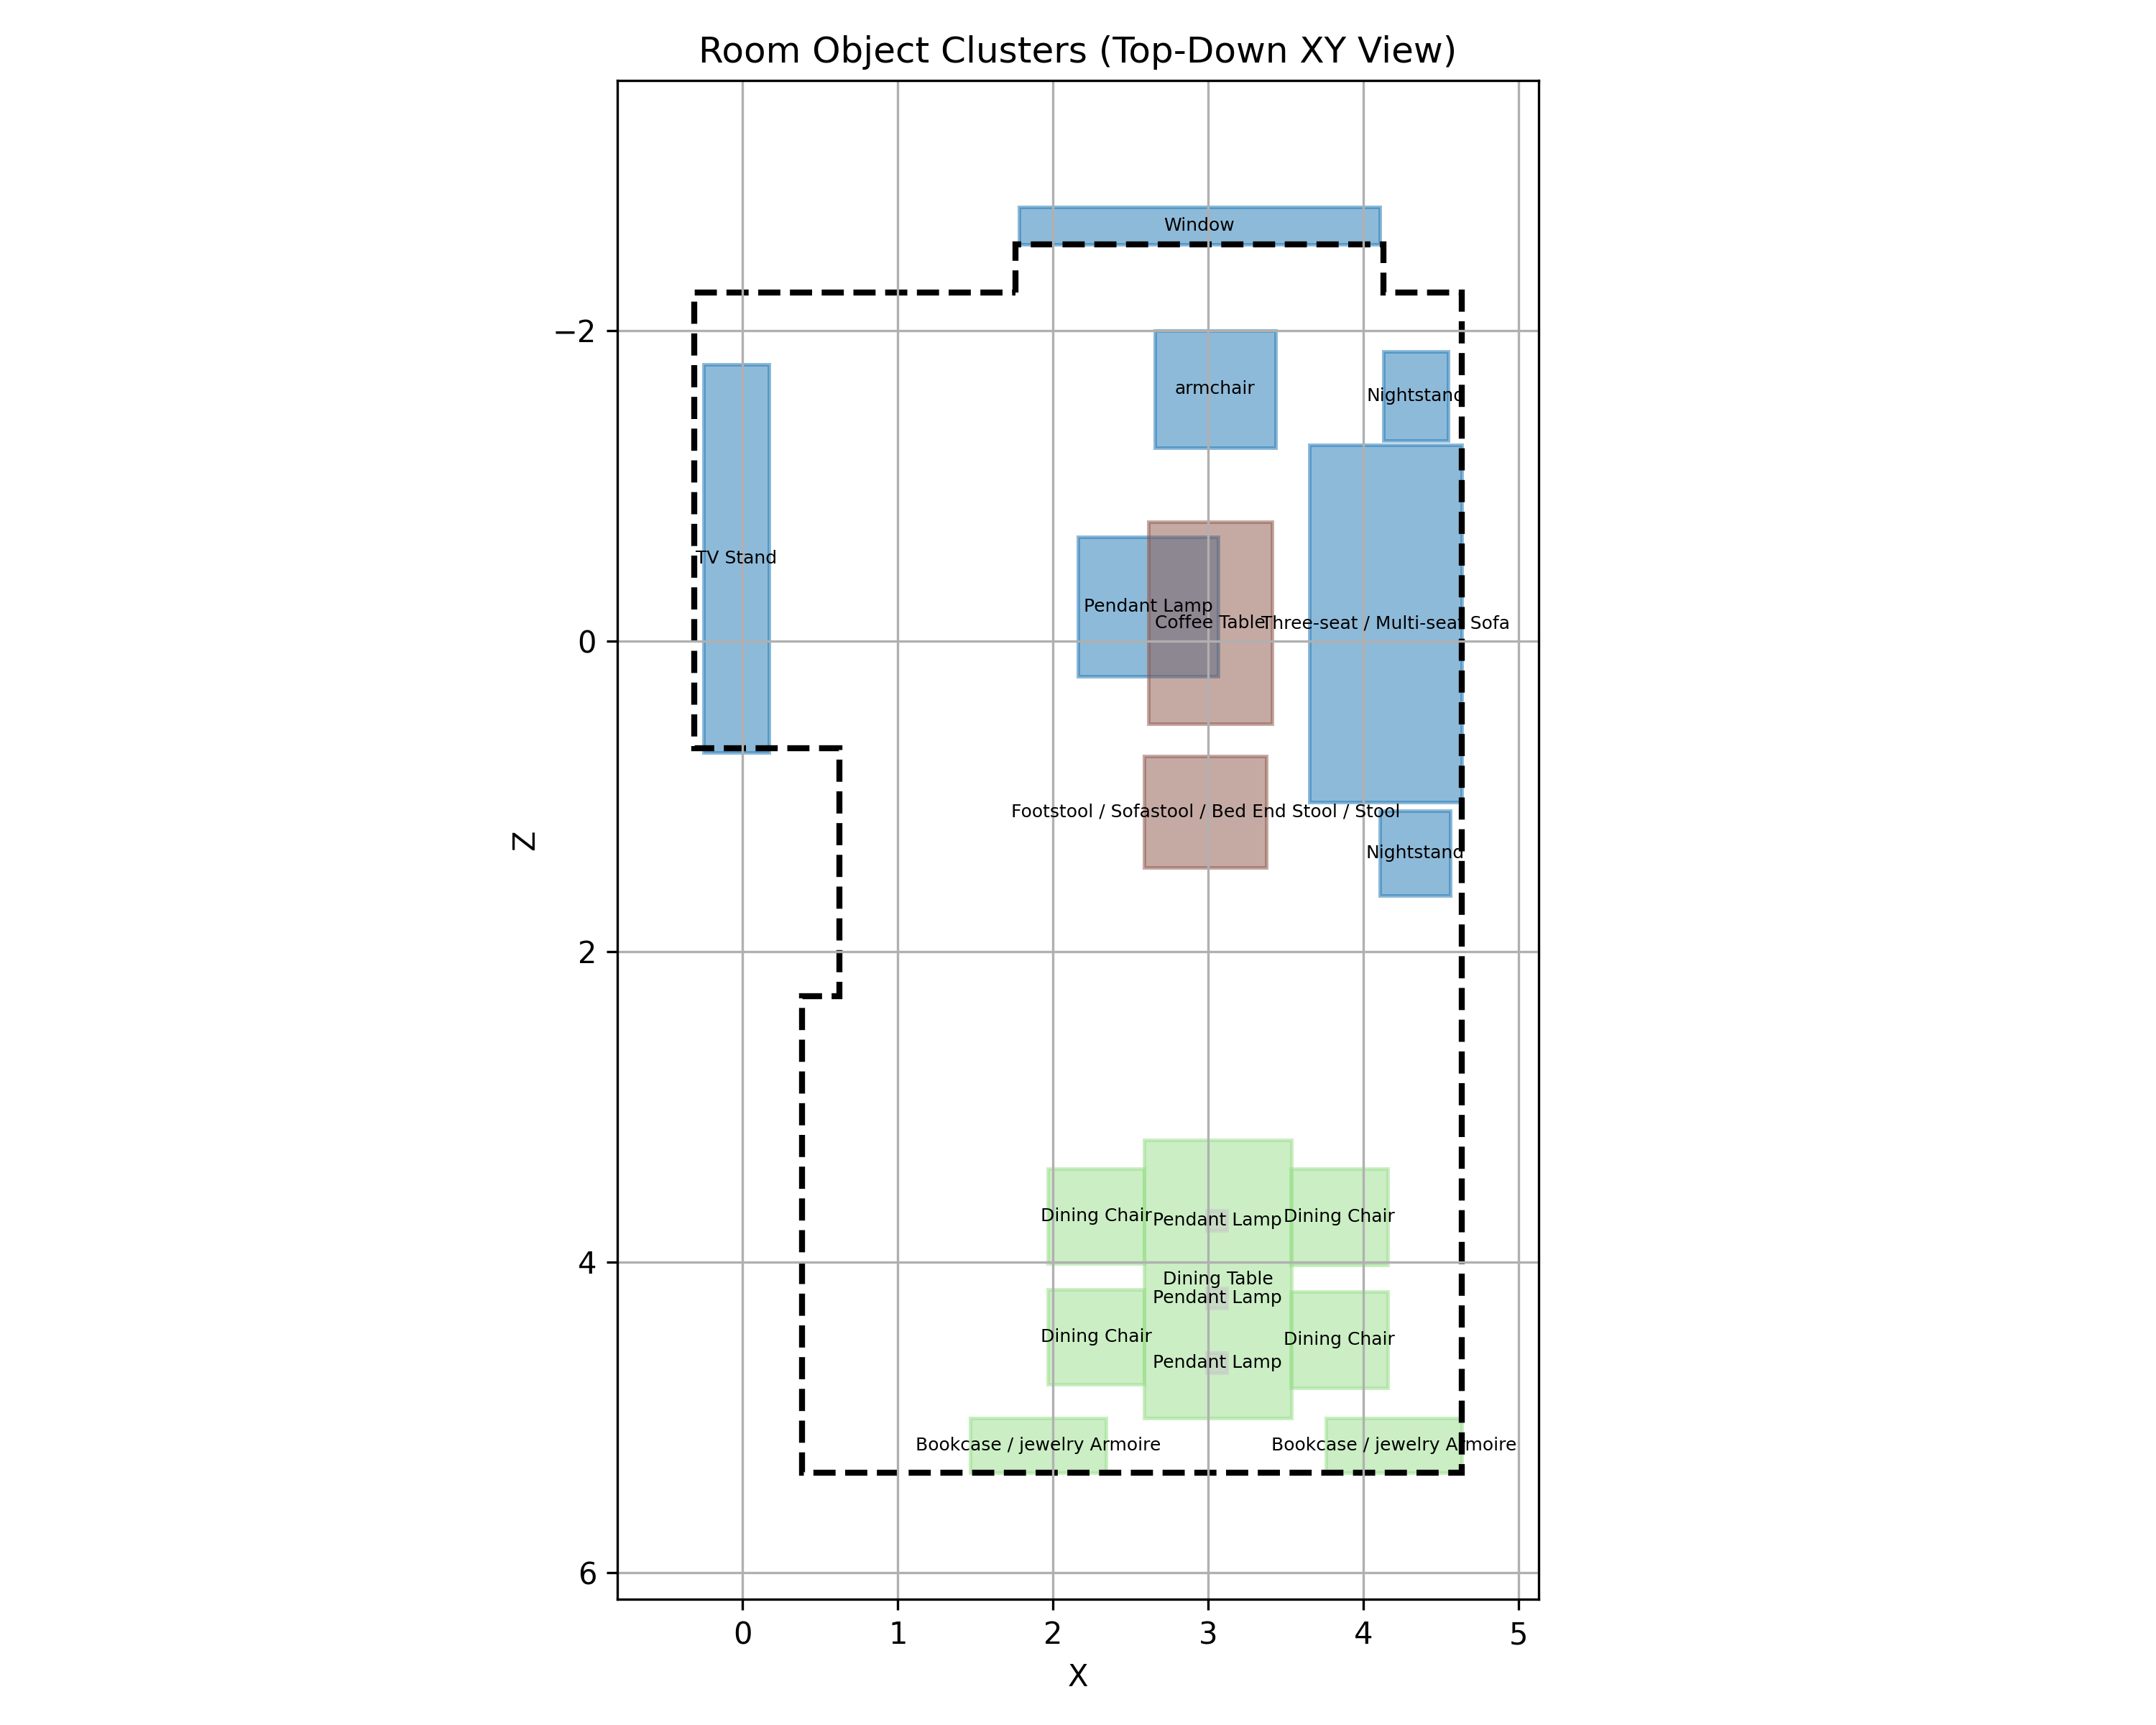 Room Object Clusters (Top-Down XY View)
Window
−2
armchair
Nightstand
TV Stand
Pendant Lamp
Coffee Table
Three-seat / Multi-seat Sofa
0
Footstool / Sofastool / Bed End Stool / Stool
Z
Nightstand
2
Dining Chair
Pendant Lamp
Dining Chair
4
Dining Table
Pendant Lamp
Dining Chair
Dining Chair
Pendant Lamp
Bookcase / jewelry Armoire
Bookcase / jewelry Armoire
6
0 1 2 3 4 5
X